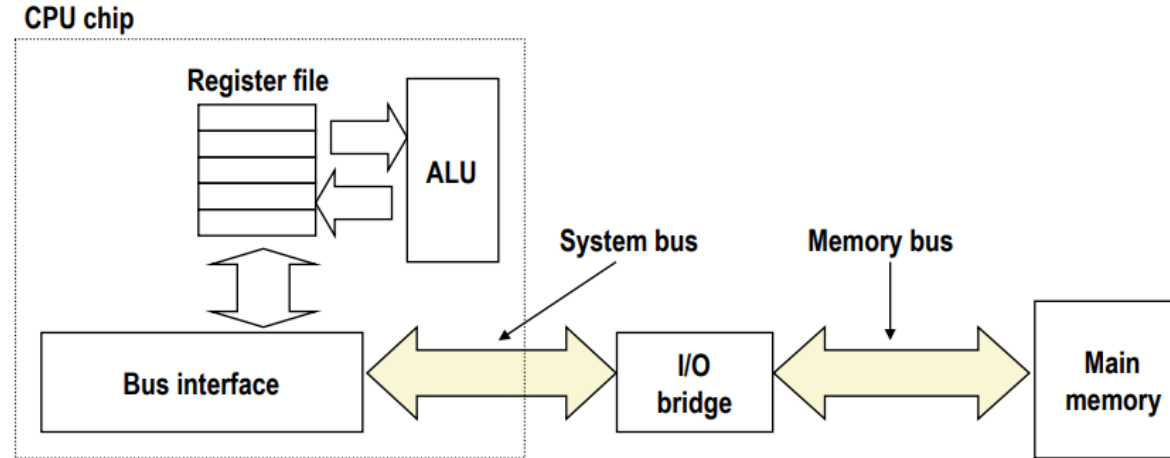 CPU chip
Register file
ALU
System bus
Memory bus
Bus interface
I/O
bridge
Main
memory